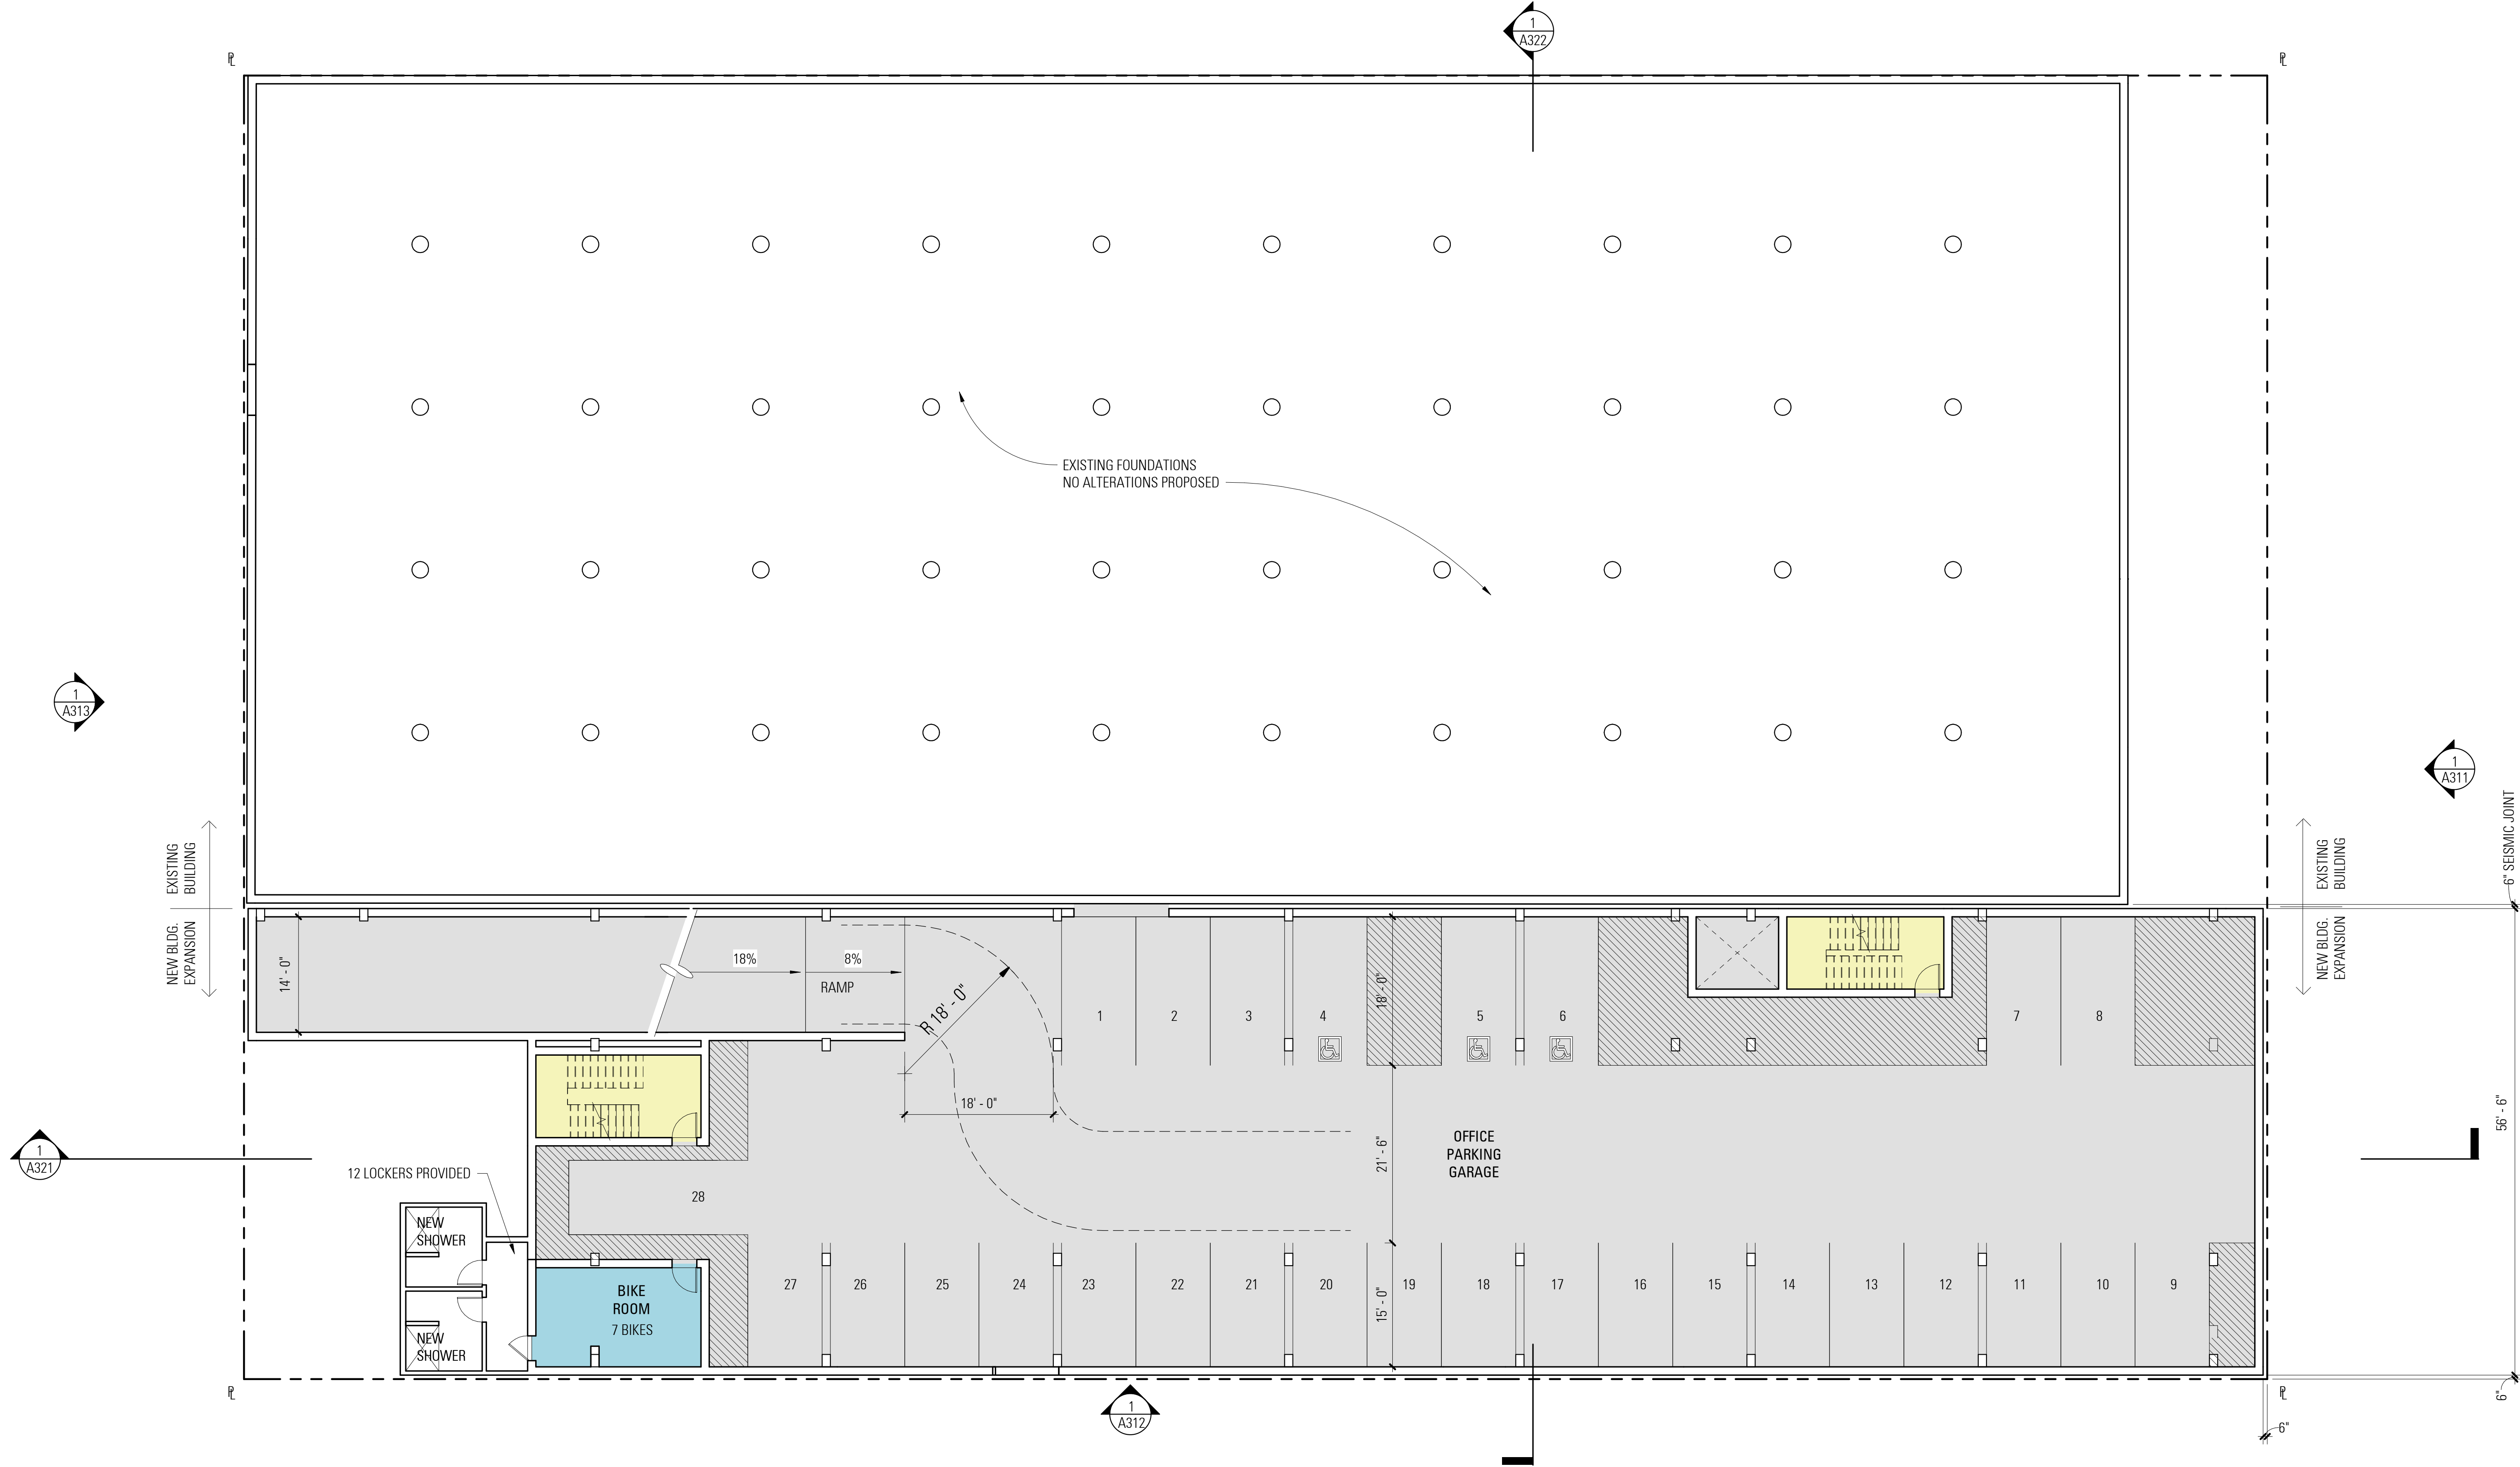 1
A322
PL
PL
EXISTING FOUNDATIONS
NO ALTERATIONS PROPOSED
1
A313
1
A311
6" SEISMIC JOINT
EXISTING
BUILDING
NEW BLDG.
EXPANSION
EXISTING
BUILDING
NEW BLDG.
EXPANSION
14' - 0"
18%
8%
RAMP
R 18' - 0"
18' - 0"
18' - 0"
1
2
3
4
5
6
7
8
OFFICE
PARKING
GARAGE
21' - 6"
56' - 6"
1
A321
12 LOCKERS PROVIDED
28
NEW
SHOWER
NEW
SHOWER
BIKE
ROOM
7 BIKES
27
26
25
24
23
22
21
20
19
18
17
16
15
14
13
12
11
10
9
15' - 0"
PL
PL
1
A312
6"
6"